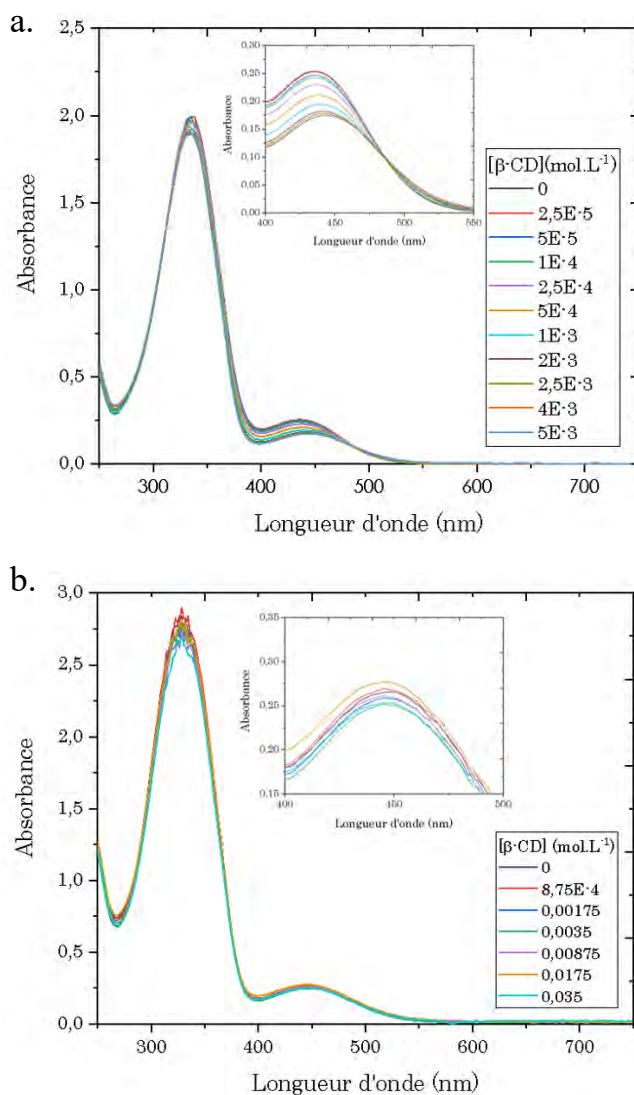 a.
2,5
2,0
1,5
1,0
0,5
0,0
Absorbance
300 400 500 600 700
Longueur d'onde (nm)
0,30
0,25
0,20
0,15
0,10
0,05
0,00
Absorbance
400 450 500 550
Longueur d'onde (nm)
[β-CD](mol.L-1)
0
2,5E-5
5E-5
1E-4
2,5E-4
5E-4
1E-3
2E-3
2,5E-3
4E-3
5E-3
b.
3,0
2,5
2,0
1,5
1,0
0,5
0,0
Absorbance
300 400 500 600 700
Longueur d'onde (nm)
0,35
0,30
0,25
0,20
0,15
Absorbance
400 450 500
Longueur d'onde (nm)
[β-CD] (mol.L-1)
0
8,75E-4
0,00175
0,0035
0,00875
0,0175
0,035